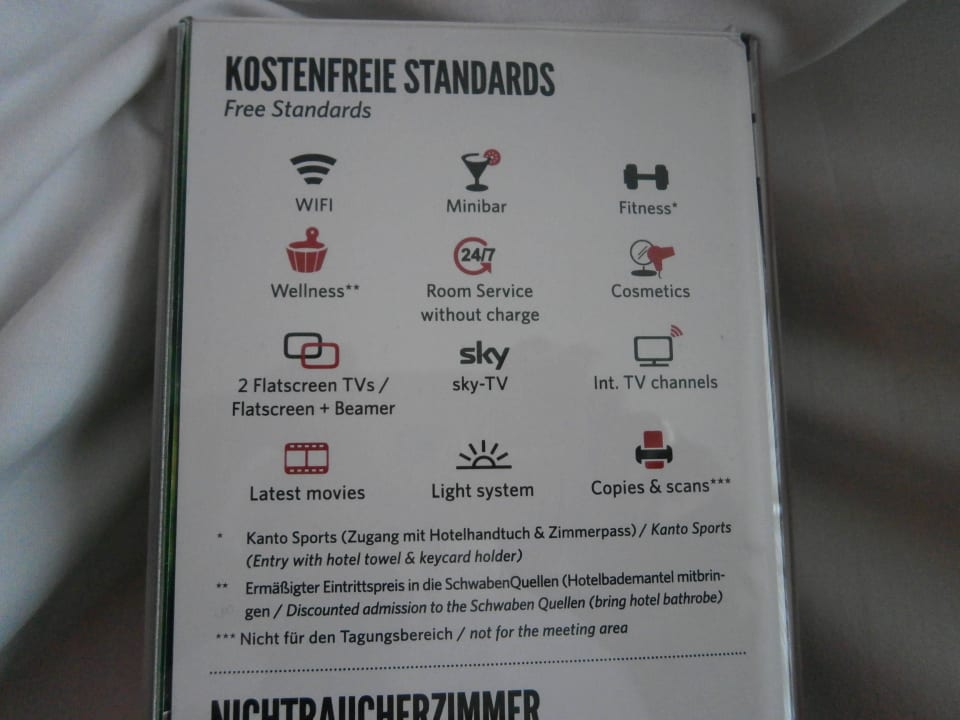 KOSTENFREIE STANDARDS
Free Standards
WIFI
Minibar
Fitness*
Wellness**
24/7
Room Service
without charge
Cosmetics
2 Flatscreen TVs /
Flatscreen + Beamer
sky
sky-TV
Int. TV channels
Latest movies
Light system
Copies & scans***
* Kanto Sports (Zugang mit Hotelhandtuch & Zimmerpass) / Kanto Sports
(Entry with hotel towel & keycard holder)
** Ermäßigter Eintrittspreis in die SchwabenQuellen (Hotelbademantel mitbrin-
gen / Discounted admission to the Schwaben Quellen (bring hotel bathrobe)
*** Nicht für den Tagungsbereich / not for the meeting area
NICHTRAUCHERZIMMER